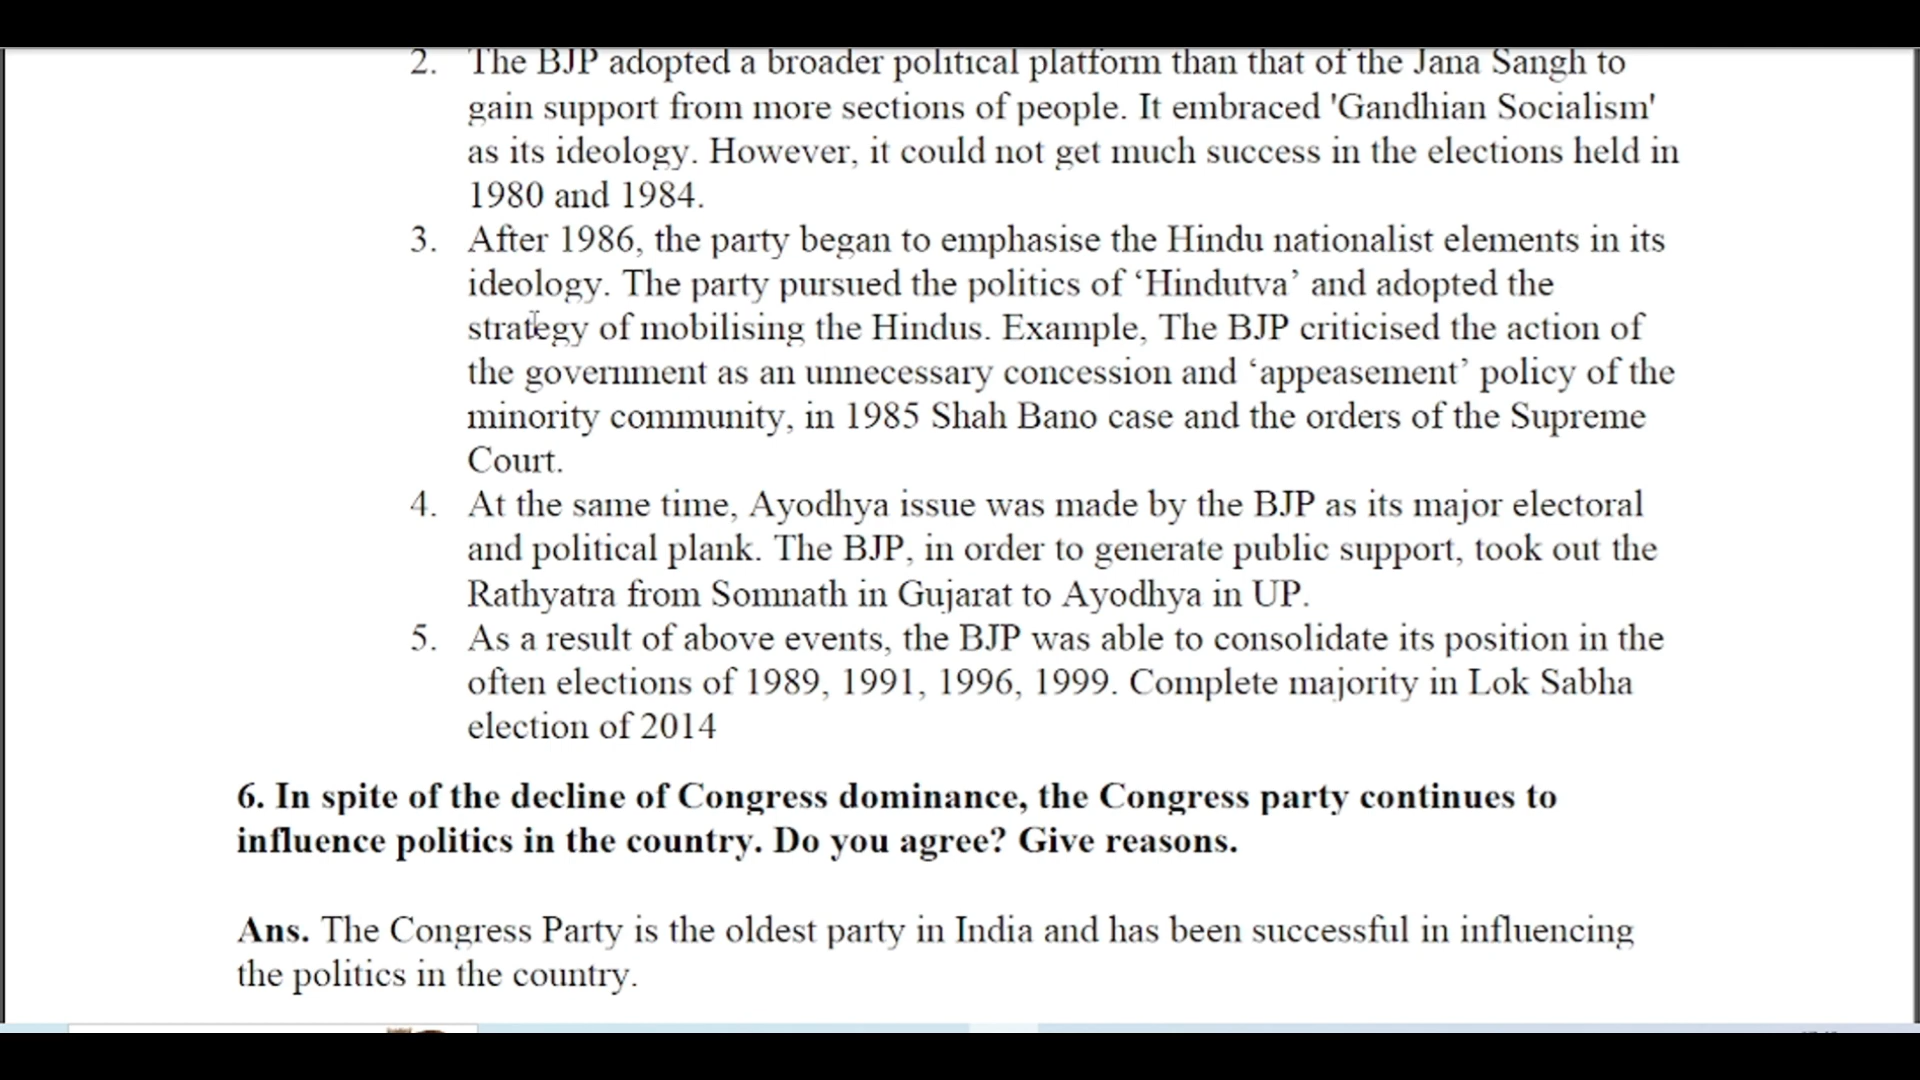 2. The BJP adopted a broader political platform than that of the Jana Sangh to
gain support from more sections of people. It embraced 'Gandhian Socialism'
as its ideology. However, it could not get much success in the elections held in
1980 and 1984.
3. After 1986, the party began to emphasise the Hindu nationalist elements in its
ideology. The party pursued the politics of ‘Hindutva’ and adopted the
strategy of mobilising the Hindus. Example, The BJP criticised the action of
the government as an unnecessary concession and ‘appeasement’ policy of the
minority community, in 1985 Shah Bano case and the orders of the Supreme
Court.
4. At the same time, Ayodhya issue was made by the BJP as its major electoral
and political plank. The BJP, in order to generate public support, took out the
Rathyatra from Somnath in Gujarat to Ayodhya in UP.
5. As a result of above events, the BJP was able to consolidate its position in the
often elections of 1989, 1991, 1996, 1999. Complete majority in Lok Sabha
election of 2014
6. In spite of the decline of Congress dominance, the Congress party continues to
influence politics in the country. Do you agree? Give reasons.
Ans. The Congress Party is the oldest party in India and has been successful in influencing
the politics in the country.